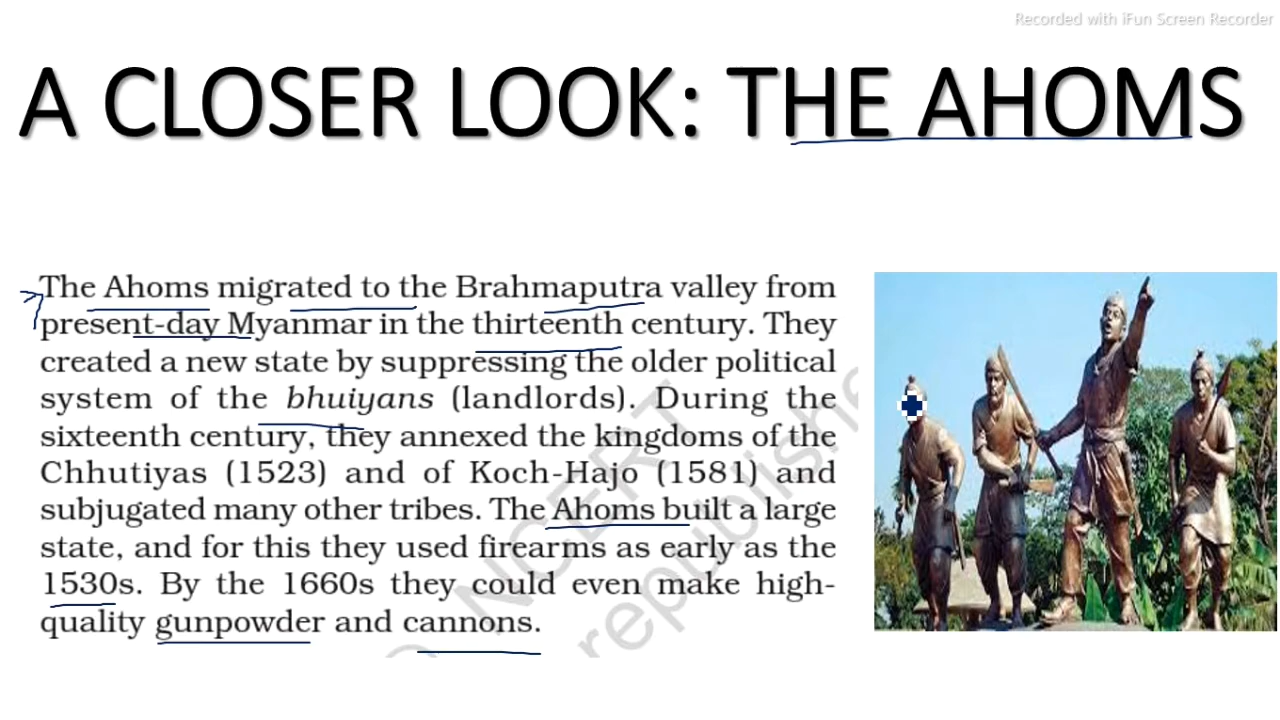 Recorded with iFun Screen Recorder
A CLOSER LOOK: THE AHOMS
The Ahoms migrated to the Brahmaputra valley from
present-day Myanmar in the thirteenth century. They
created a new state by suppressing the older political
system of the bhuiyans (landlords). During the
sixteenth century, they annexed the kingdoms of the
Chhutiyas (1523) and of Koch-Hajo (1581) and
subjugated many other tribes. The Ahoms built a large
state, and for this they used firearms as early as the
1530s. By the 1660s they could even make high-
quality gunpowder and cannons.
© NCERT